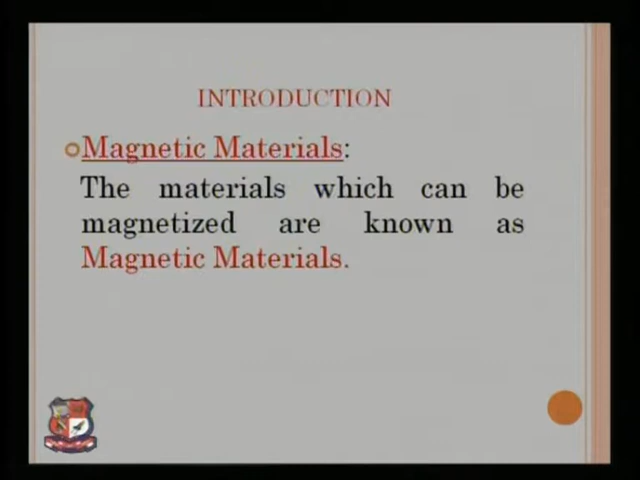 INTRODUCTION
Magnetic Materials:
The materials which can be
magnetized are known as
Magnetic Materials.